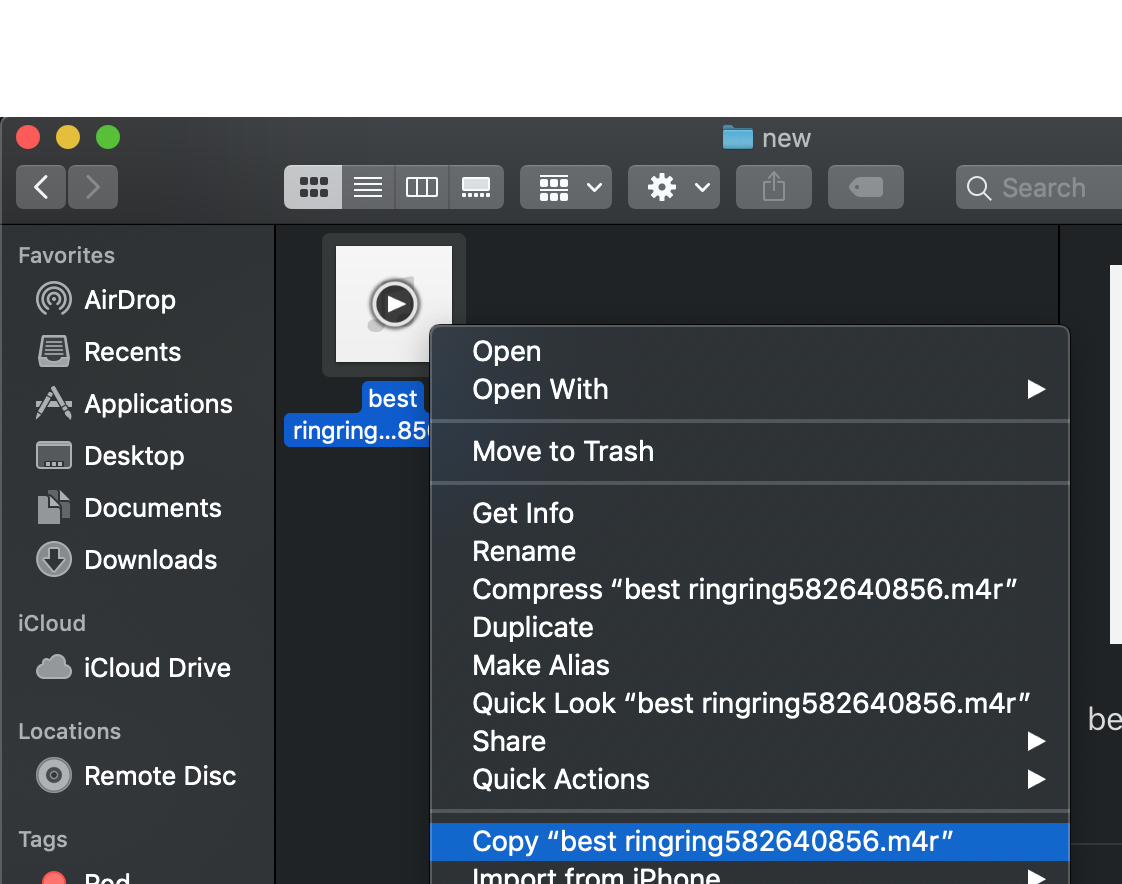 new
Search
Favorites
AirDrop
Recents
Applications
Desktop
Documents
Downloads
iCloud
iCloud Drive
Locations
Remote Disc
Tags
Red
best
ringring...856
Open
Open With
Move to Trash
Get Info
Rename
Compress “best ringring582640856.m4r”
Duplicate
Make Alias
Quick Look “best ringring582640856.m4r”
Share
Quick Actions
Copy “best ringring582640856.m4r”
Import from iPhone
be